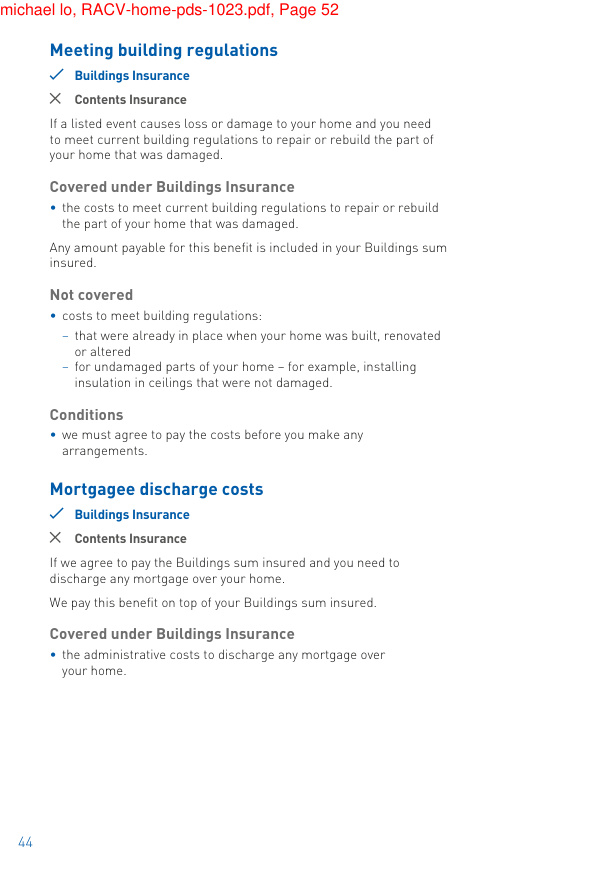 michael lo, RACV-home-pds-1023.pdf, Page 52
Meeting building regulations
✓ Buildings Insurance
✕ Contents Insurance
If a listed event causes loss or damage to your home and you need
to meet current building regulations to repair or rebuild the part of
your home that was damaged.
Covered under Buildings Insurance
• the costs to meet current building regulations to repair or rebuild
the part of your home that was damaged.
Any amount payable for this benefit is included in your Buildings sum
insured.
Not covered
• costs to meet building regulations:
– that were already in place when your home was built, renovated
or altered
– for undamaged parts of your home – for example, installing
insulation in ceilings that were not damaged.
Conditions
• we must agree to pay the costs before you make any
arrangements.
Mortgagee discharge costs
✓ Buildings Insurance
✕ Contents Insurance
If we agree to pay the Buildings sum insured and you need to
discharge any mortgage over your home.
We pay this benefit on top of your Buildings sum insured.
Covered under Buildings Insurance
• the administrative costs to discharge any mortgage over
your home.
44